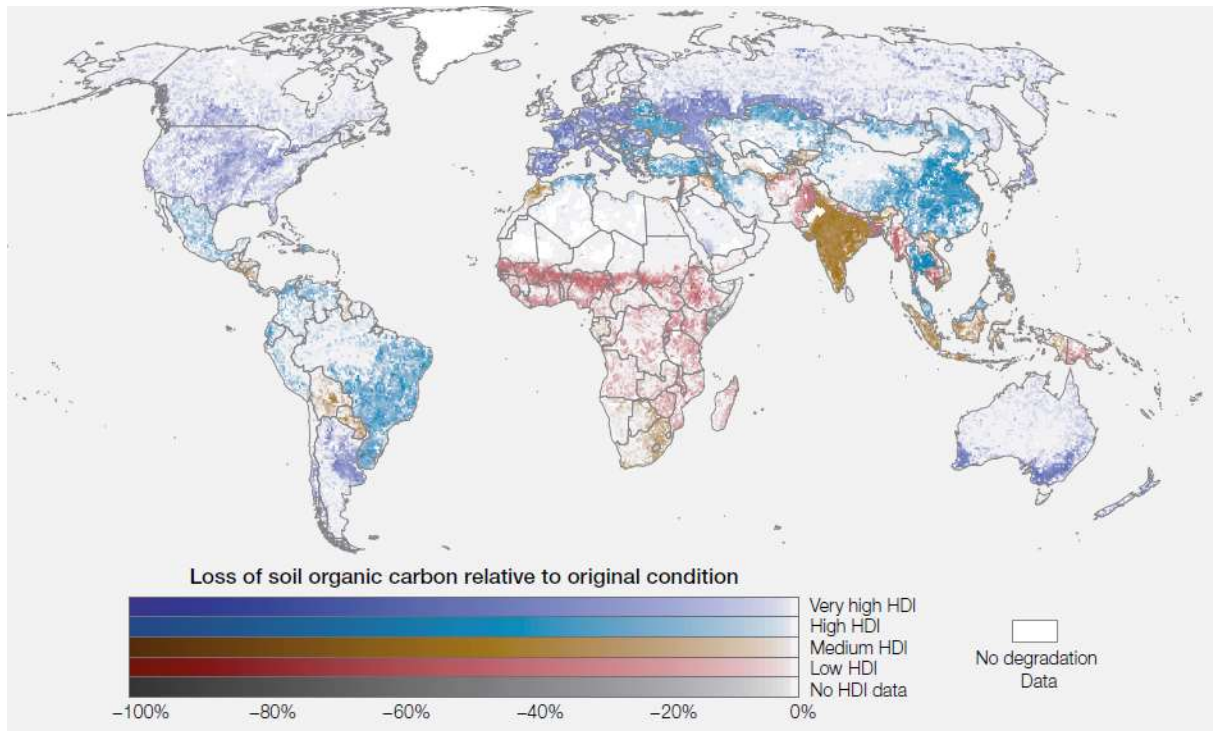 Loss of soil organic carbon relative to original condition
Very high HDI
High HDI
Medium HDI
Low HDI
No HDI data
−100%
−80%
−60%
−40%
−20%
0%
No degradation
Data